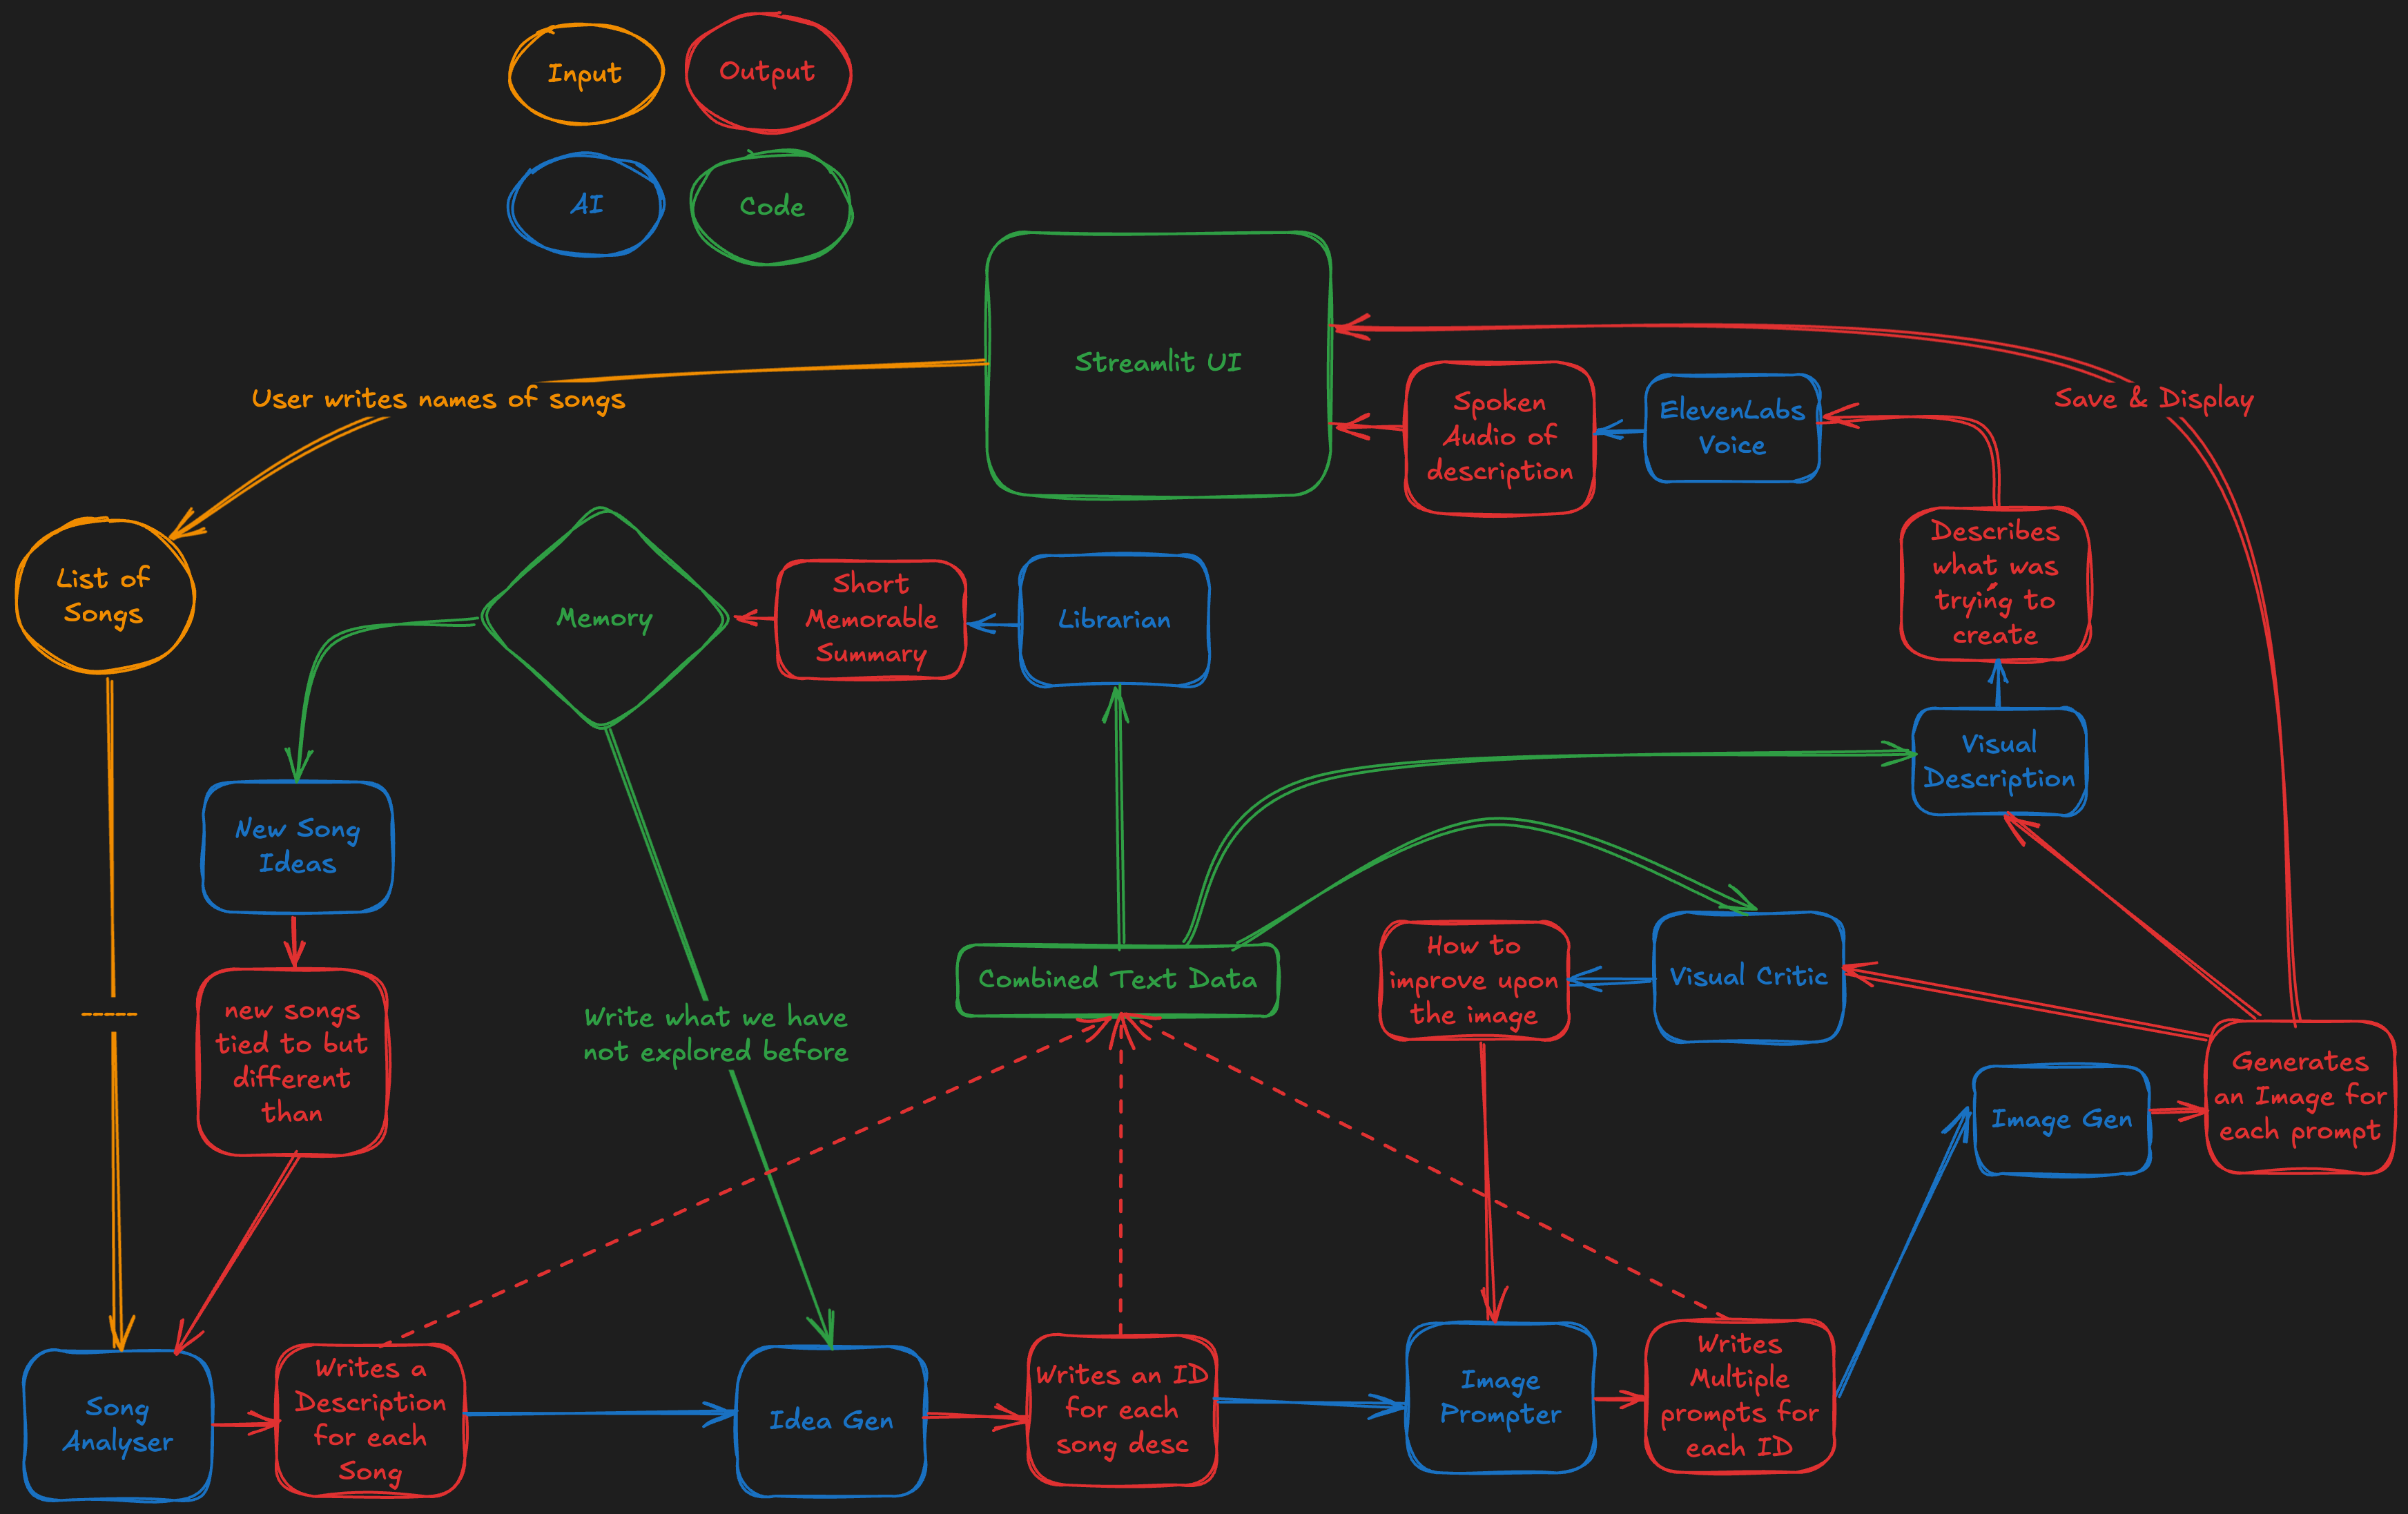 Input
Output
AI
Code
Streamlit UI
User writes names of songs
Save & Display
Spoken
Audio of
description
ElevenLabs
Voice
List of
Songs
Memory
Short
Memorable
Summary
Librarian
Describes
what was
trying to
create
Visual
Description
New Song
Ideas
new songs
tied to but
different
than
Write what we have
not explored before
Combined Text Data
How to
improve upon
the image
Visual Critic
Image Gen
Generates
an Image for
each prompt
------
Song
Analyser
Writes a
Description
for each
Song
Idea Gen
Writes an ID
for each
song desc
Image
Prompter
Writes
Multiple
prompts for
each ID